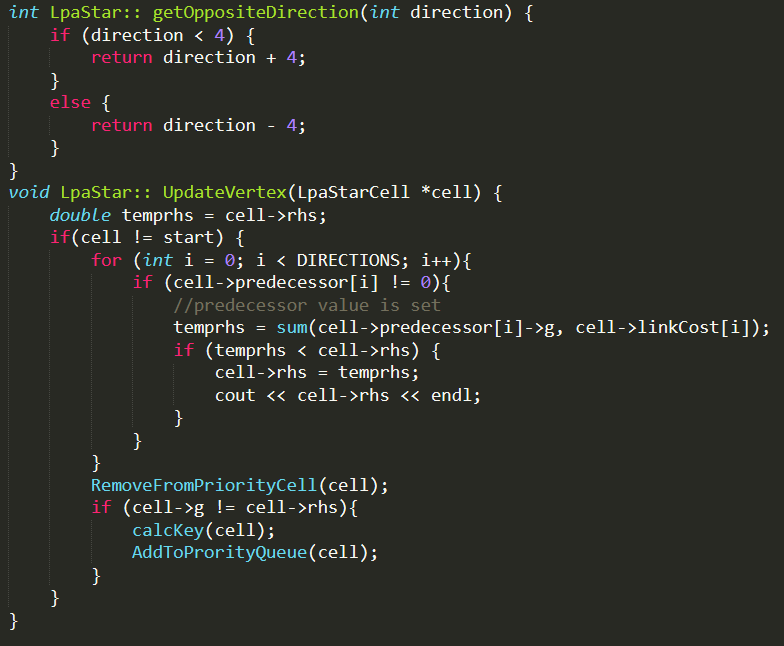 int LpaStar:: getOppositeDirection(int direction) {
    if (direction < 4) {
        return direction + 4;
    }
    else {
        return direction - 4;
    }
}
void LpaStar:: UpdateVertex(LpaStarCell *cell) {
    double temprhs = cell->rhs;
    if(cell != start) {
        for (int i = 0; i < DIRECTIONS; i++){
            if (cell->predecessor[i] != 0){
                //predecessor value is set
                temprhs = sum(cell->predecessor[i]->g, cell->linkCost[i]);
                if (temprhs < cell->rhs) {
                    cell->rhs = temprhs;
                    cout << cell->rhs << endl;
                }
            }
        }
        RemoveFromPriorityCell(cell);
        if (cell->g != cell->rhs){
            calcKey(cell);
            AddToProrityQueue(cell);
        }
    }
}